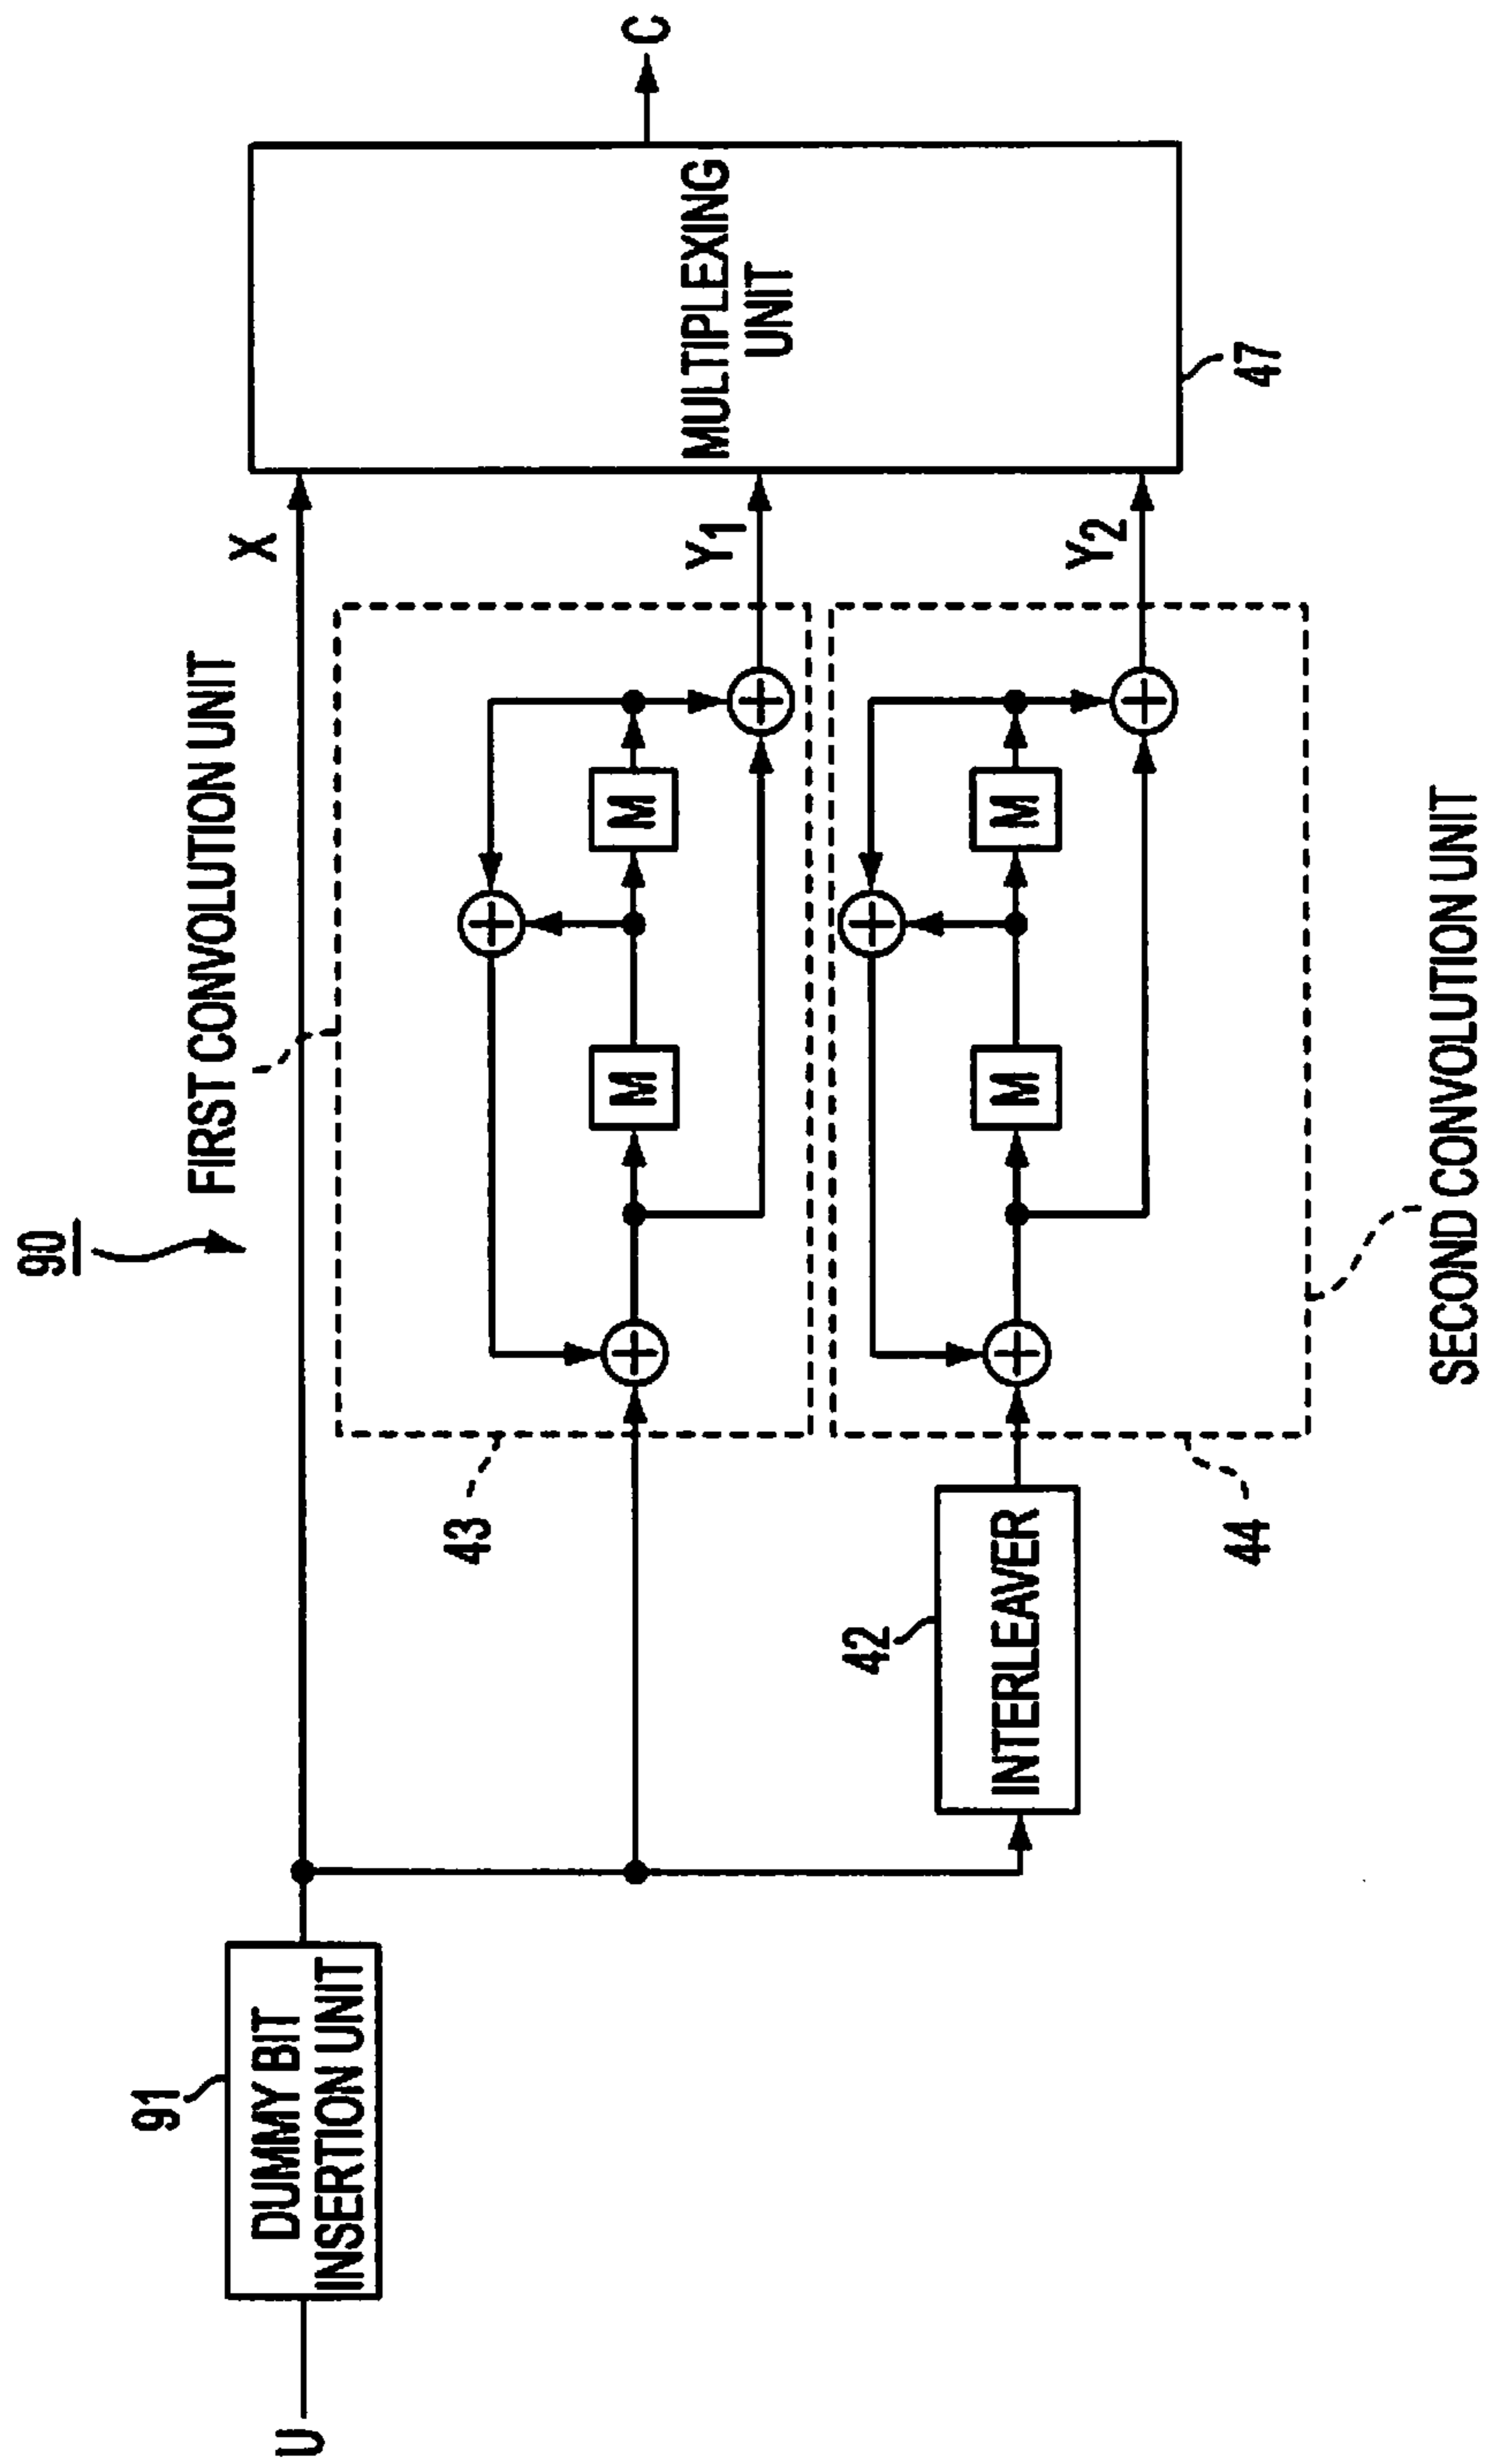 90
FIRST CONVOLUTION UNIT
91
DUMMY BIT
INSERTION UNIT
U
X
43
M
M
Y1
MULTIPLEXING
UNIT
C
42
INTERLEAVER
M
M
Y2
47
44
SECOND CONVOLUTION UNIT